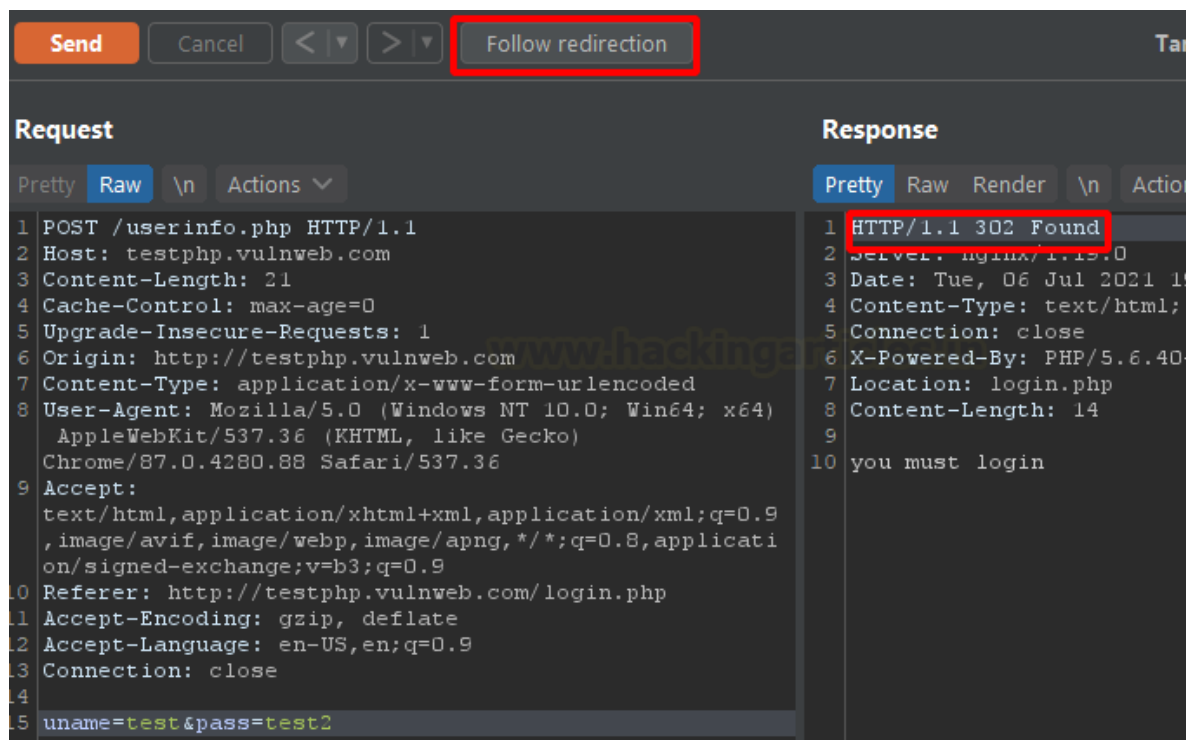 Send Cancel < > Follow redirection Tar
Request
Pretty Raw \n Actions
1 POST /userinfo.php HTTP/1.1
2 Host: testphp.vulnweb.com
3 Content-Length: 21
4 Cache-Control: max-age=0
5 Upgrade-Insecure-Requests: 1
6 Origin: http://testphp.vulnweb.com
7 Content-Type: application/x-www-form-urlencoded
8 User-Agent: Mozilla/5.0 (Windows NT 10.0; Win64; x64)
AppleWebKit/537.36 (KHTML, like Gecko)
Chrome/87.0.4280.88 Safari/537.36
9 Accept:
text/html,application/xhtml+xml,application/xml;q=0.9
,image/avif,image/webp,image/apng,*/*;q=0.8,applicati
on/signed-exchange;v=b3;q=0.9
10 Referer: http://testphp.vulnweb.com/login.php
11 Accept-Encoding: gzip, deflate
12 Accept-Language: en-US,en;q=0.9
13 Connection: close
14
15 uname=test&pass=test2
Response
Pretty Raw Render \n Action
1 HTTP/1.1 302 Found
2 Server: nginx/1.19.0
3 Date: Tue, 06 Jul 2021 19
4 Content-Type: text/html;
5 Connection: close
6 X-Powered-By: PHP/5.6.40-
7 Location: login.php
8 Content-Length: 14
9
10 you must login